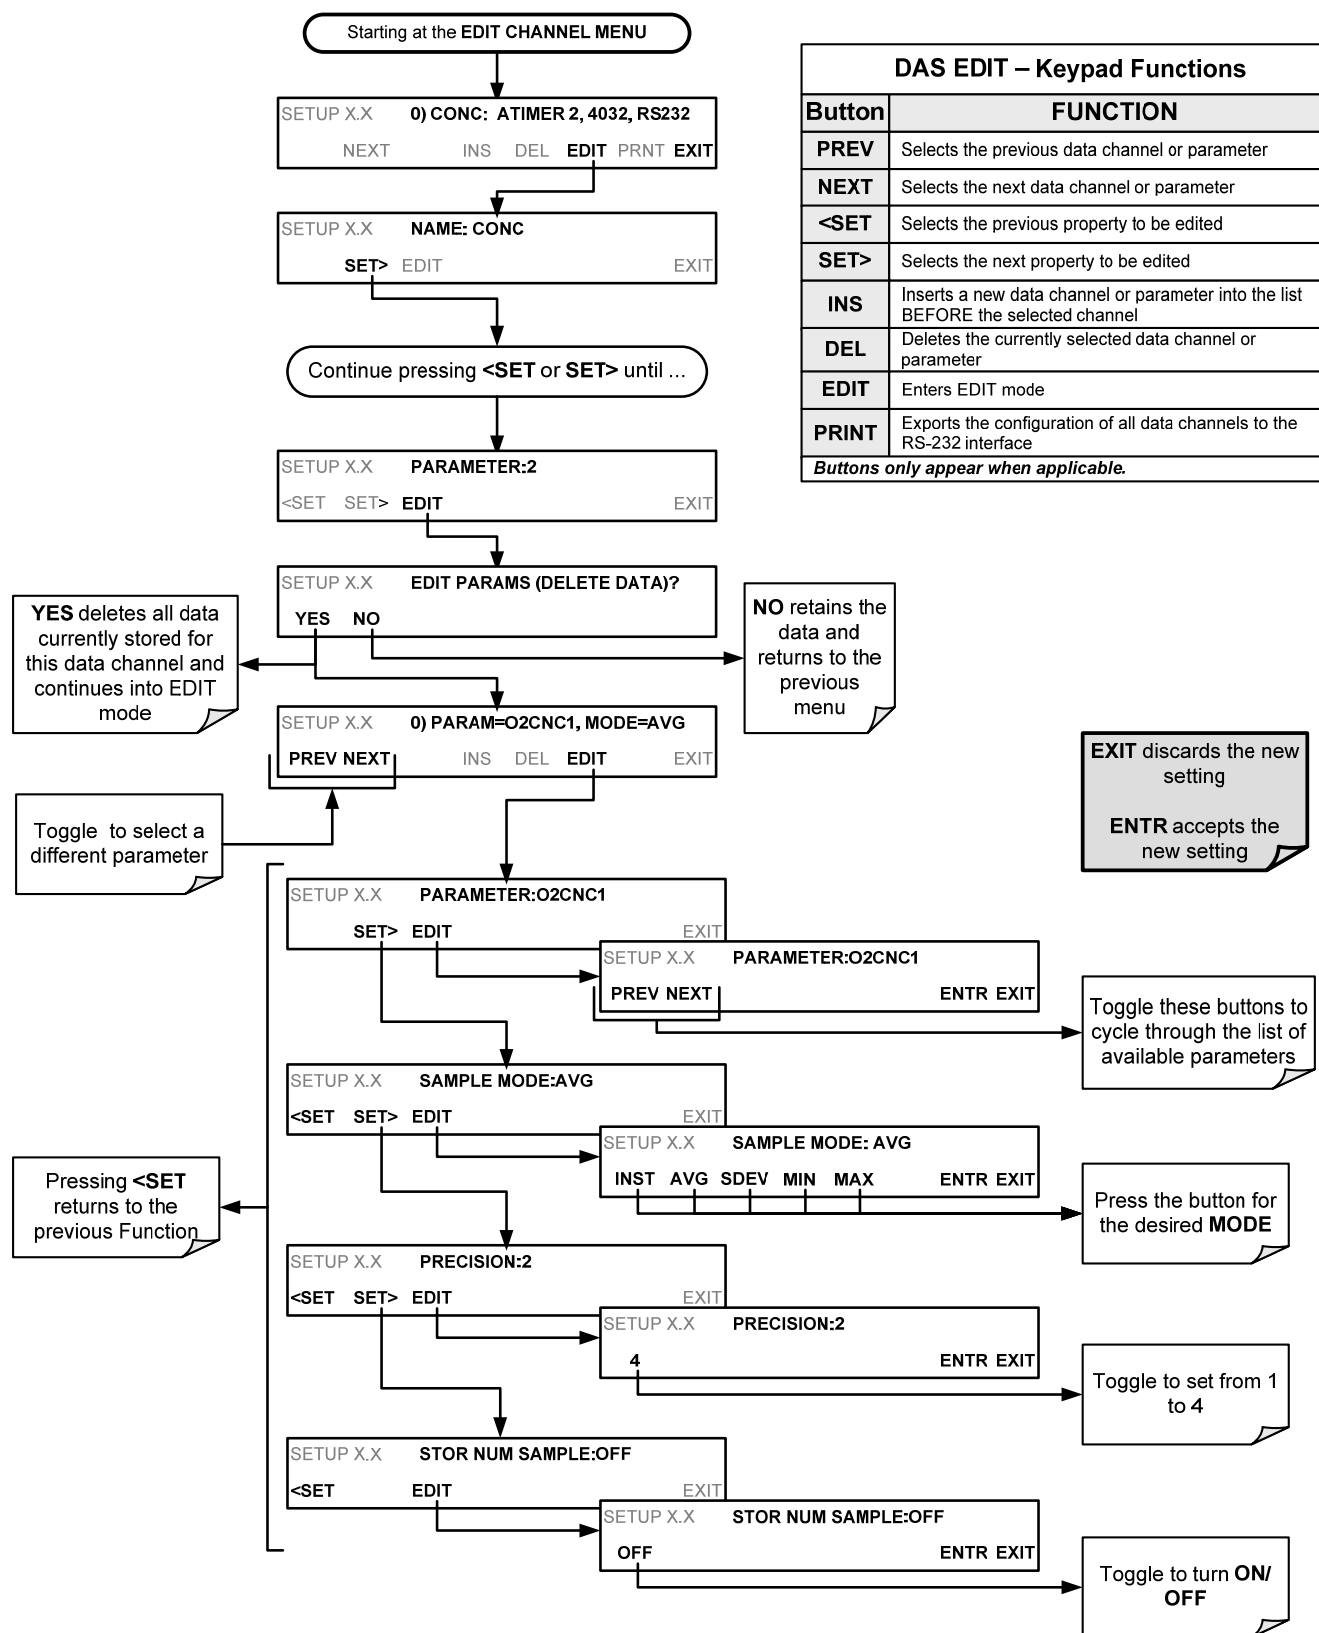 Starting at the EDIT CHANNEL MENU
SETUP X.X 0) CONC: ATIMER 2, 4032, RS232
NEXT INS DEL EDIT PRNT EXIT
SETUP X.X NAME: CONC
SET> EDIT EXIT
Continue pressing <SET or SET> until ...
SETUP X.X PARAMETER:2
<SET SET> EDIT EXIT
SETUP X.X EDIT PARAMS (DELETE DATA)?
YES NO
YES deletes all data
currently stored for
this data channel and
continues into EDIT
mode
NO retains the
data and
returns to the
previous
menu
SETUP X.X 0) PARAM=O2CNC1, MODE=AVG
PREV NEXT INS DEL EDIT EXIT
Toggle to select a
different parameter
DAS EDIT – Keypad Functions
Button FUNCTION
PREV Selects the previous data channel or parameter
NEXT Selects the next data channel or parameter
<SET Selects the previous property to be edited
SET> Selects the next property to be edited
INS Inserts a new data channel or parameter into the list
BEFORE the selected channel
DEL Deletes the currently selected data channel or
parameter
EDIT Enters EDIT mode
PRINT Exports the configuration of all data channels to the
RS-232 interface
Buttons only appear when applicable.
EXIT discards the new
setting
ENTR accepts the
new setting
SETUP X.X PARAMETER:O2CNC1
SET> EDIT EXIT
SETUP X.X PARAMETER:O2CNC1
PREV NEXT ENTR EXIT
Toggle these buttons to
cycle through the list of
available parameters
SETUP X.X SAMPLE MODE:AVG
<SET SET> EDIT EXIT
SETUP X.X SAMPLE MODE: AVG
INST AVG SDEV MIN MAX ENTR EXIT
Press the button for
the desired MODE
Pressing <SET
returns to the
previous Function
SETUP X.X PRECISION:2
<SET SET> EDIT EXIT
SETUP X.X PRECISION:2
4 ENTR EXIT
Toggle to set from 1
to 4
SETUP X.X STOR NUM SAMPLE:OFF
<SET EDIT EXIT
SETUP X.X STOR NUM SAMPLE:OFF
OFF ENTR EXIT
Toggle to turn ON/
OFF